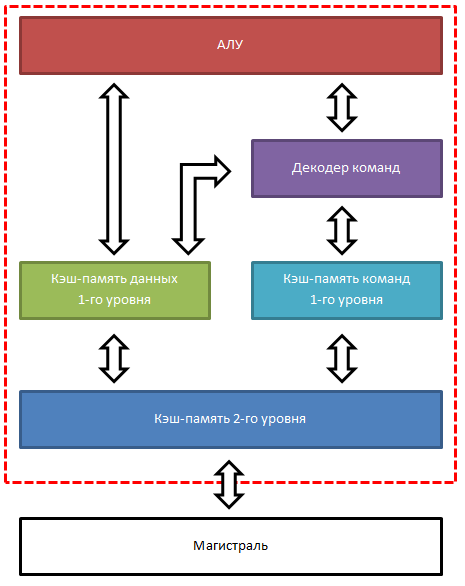 АЛУ
Декодер команд
Кэш-память данных
1-го уровня
Кэш-память команд
1-го уровня
Кэш-память 2-го уровня
Магистраль